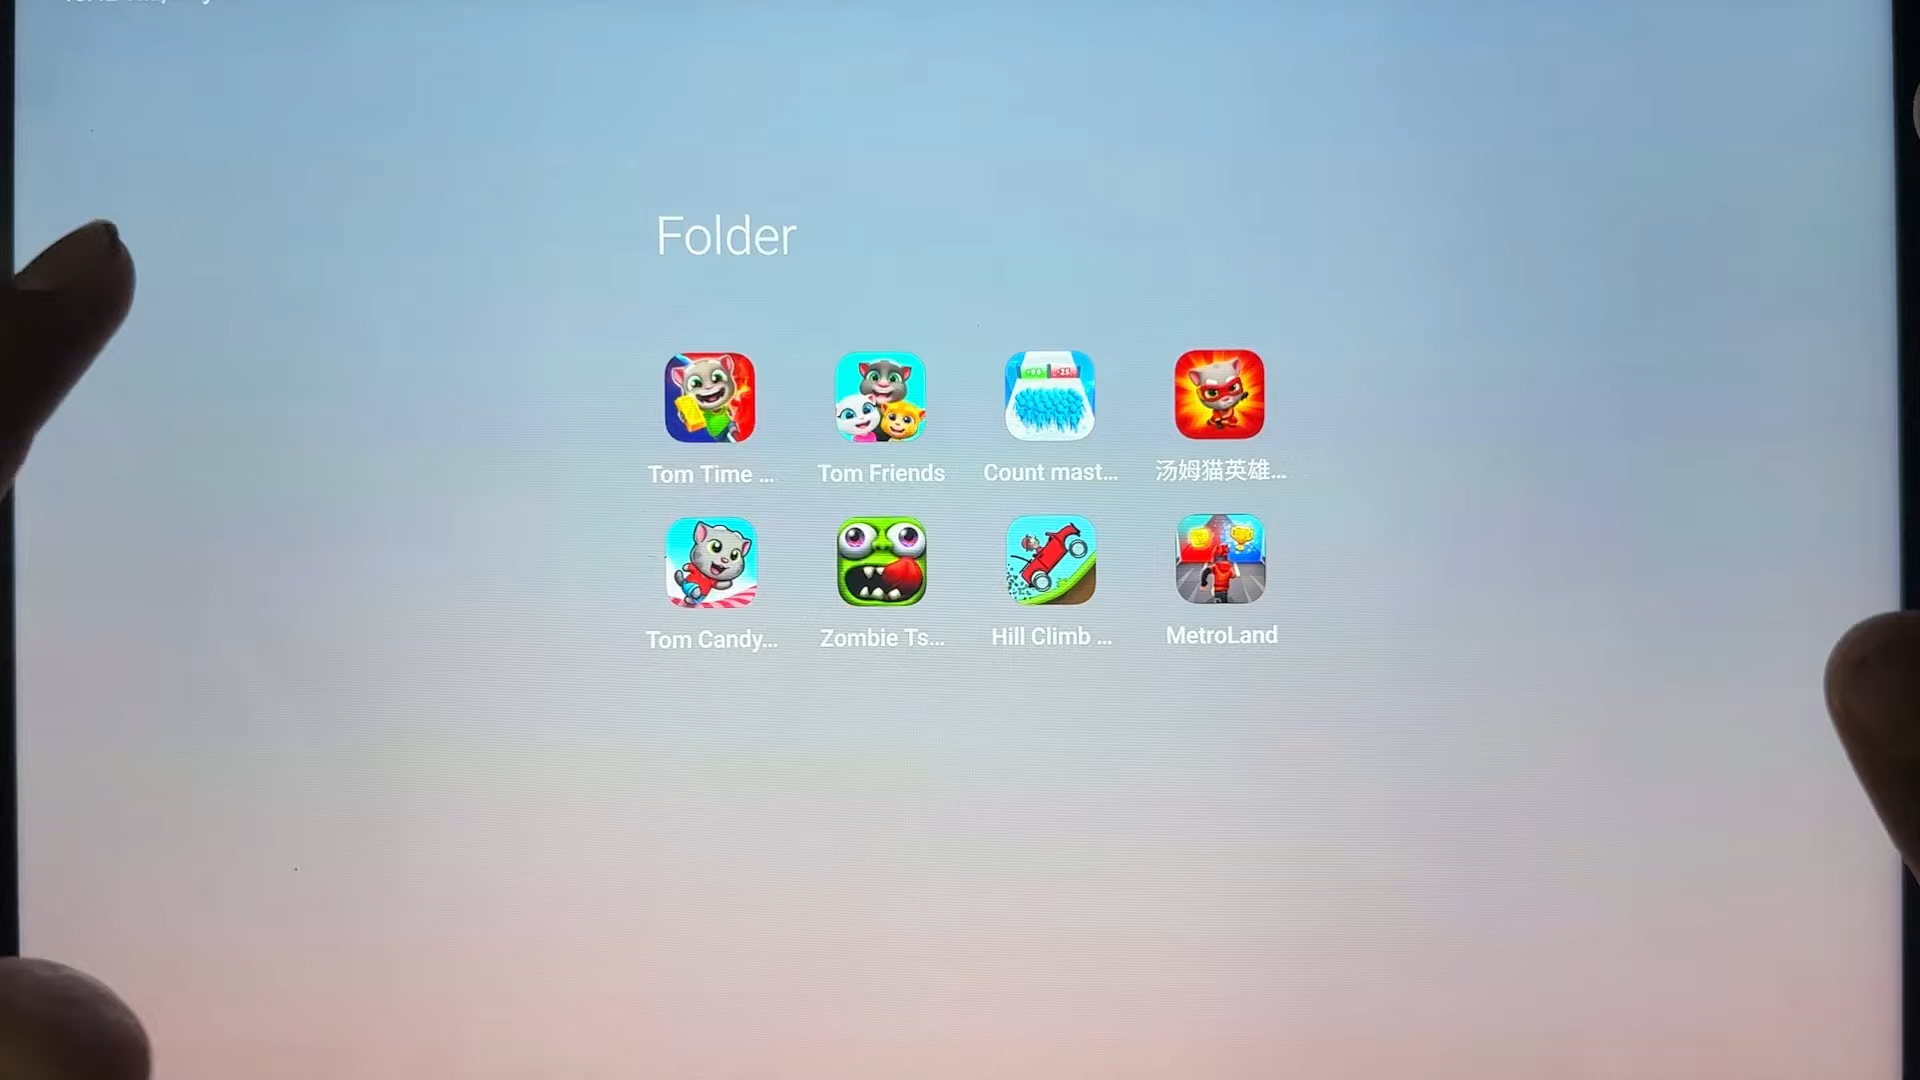 Folder
Tom Time ...
Tom Friends
Count mast...
汤姆猫英雄...
Tom Candy...
Zombie Ts...
Hill Climb ...
MetroLand